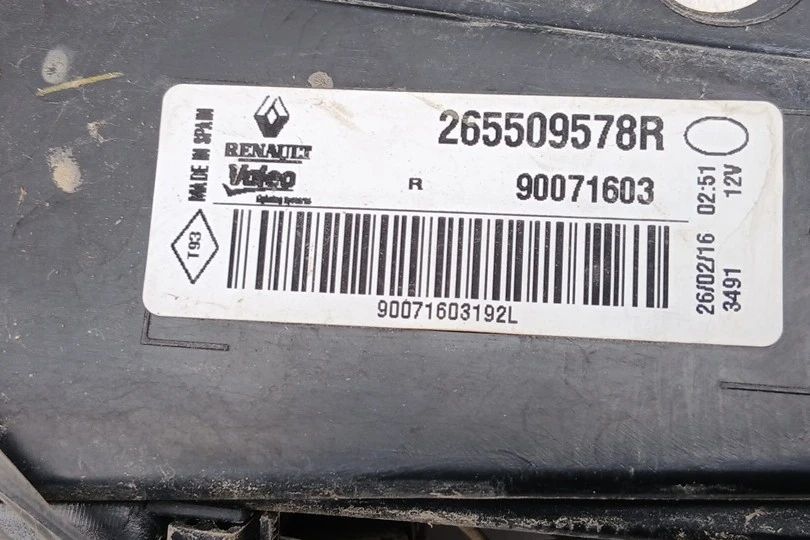 MADE IN SPAIN
RENAULT
265509578R
Valeo
R
90071603
T93
90071603192L
26/02/16 02:51
3491 12V